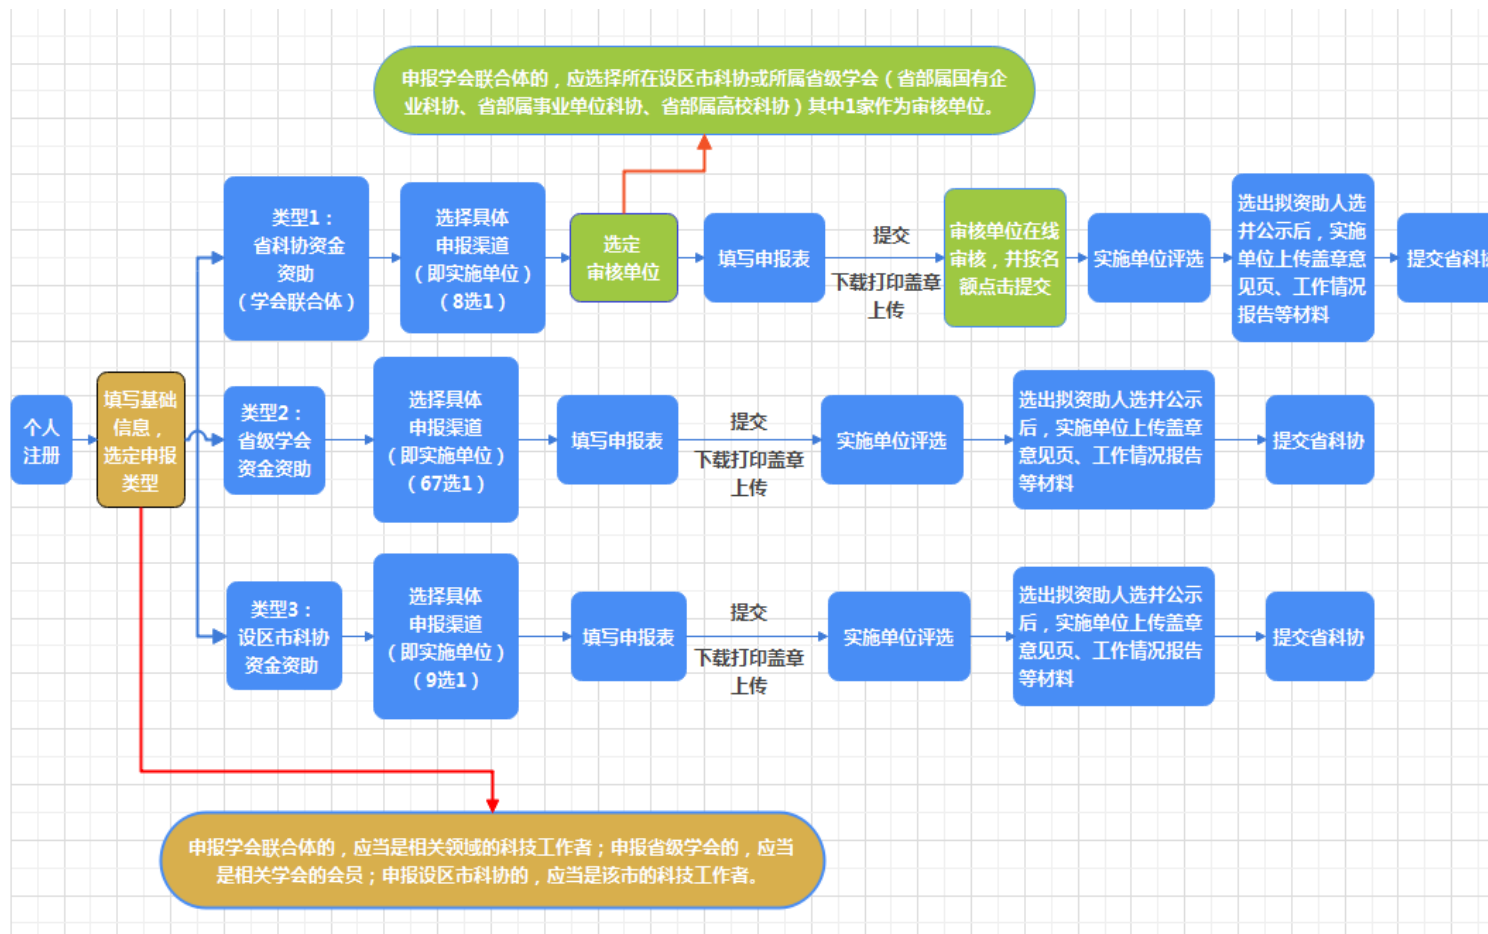 申报学会联合体的，应选择所在设区市科协或所属省级学会（省部属国有企
业科协、省部属事业单位科协、省部属高校科协）其中1家作为审核单位。
类型1：
省科协资金
资助
（学会联合体）
选择具体
申报渠道
（即实施单位）
（8选1）
选定
审核单位
填写申报表
提交
下载打印盖章
上传
审核单位在线
审核，并按名
额点击提交
实施单位评选
选出拟资助人选
并公示后，实施
单位上传盖章意
见页、工作情况
报告等材料
提交省科协
个人
注册
填写基础
信息，
选定申报
类型
类型2：
省级学会
资金资助
选择具体
申报渠道
（即实施单位）
（67选1）
填写申报表
提交
下载打印盖章
上传
实施单位评选
选出拟资助人选并公示
后，实施单位上传盖章
意见页、工作情况报告
等材料
提交省科协
类型3：
设区市科协
资金资助
选择具体
申报渠道
（即实施单位）
（9选1）
填写申报表
提交
下载打印盖章
上传
实施单位评选
选出拟资助人选并公示
后，实施单位上传盖章
意见页、工作情况报告
等材料
提交省科协
申报学会联合体的，应当是相关领域的科技工作者；申报省级学会的，应当
是相关学会的会员；申报设区市科协的，应当是该市的科技工作者。